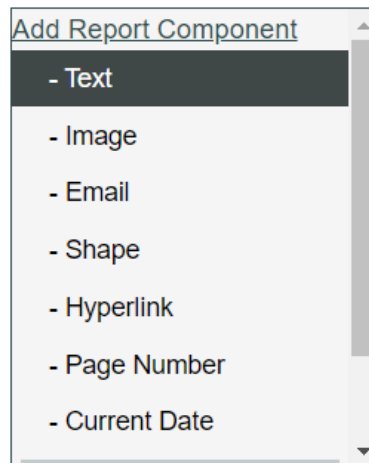 Add Report Component
- Text
- Image
- Email
- Shape
- Hyperlink
- Page Number
- Current Date